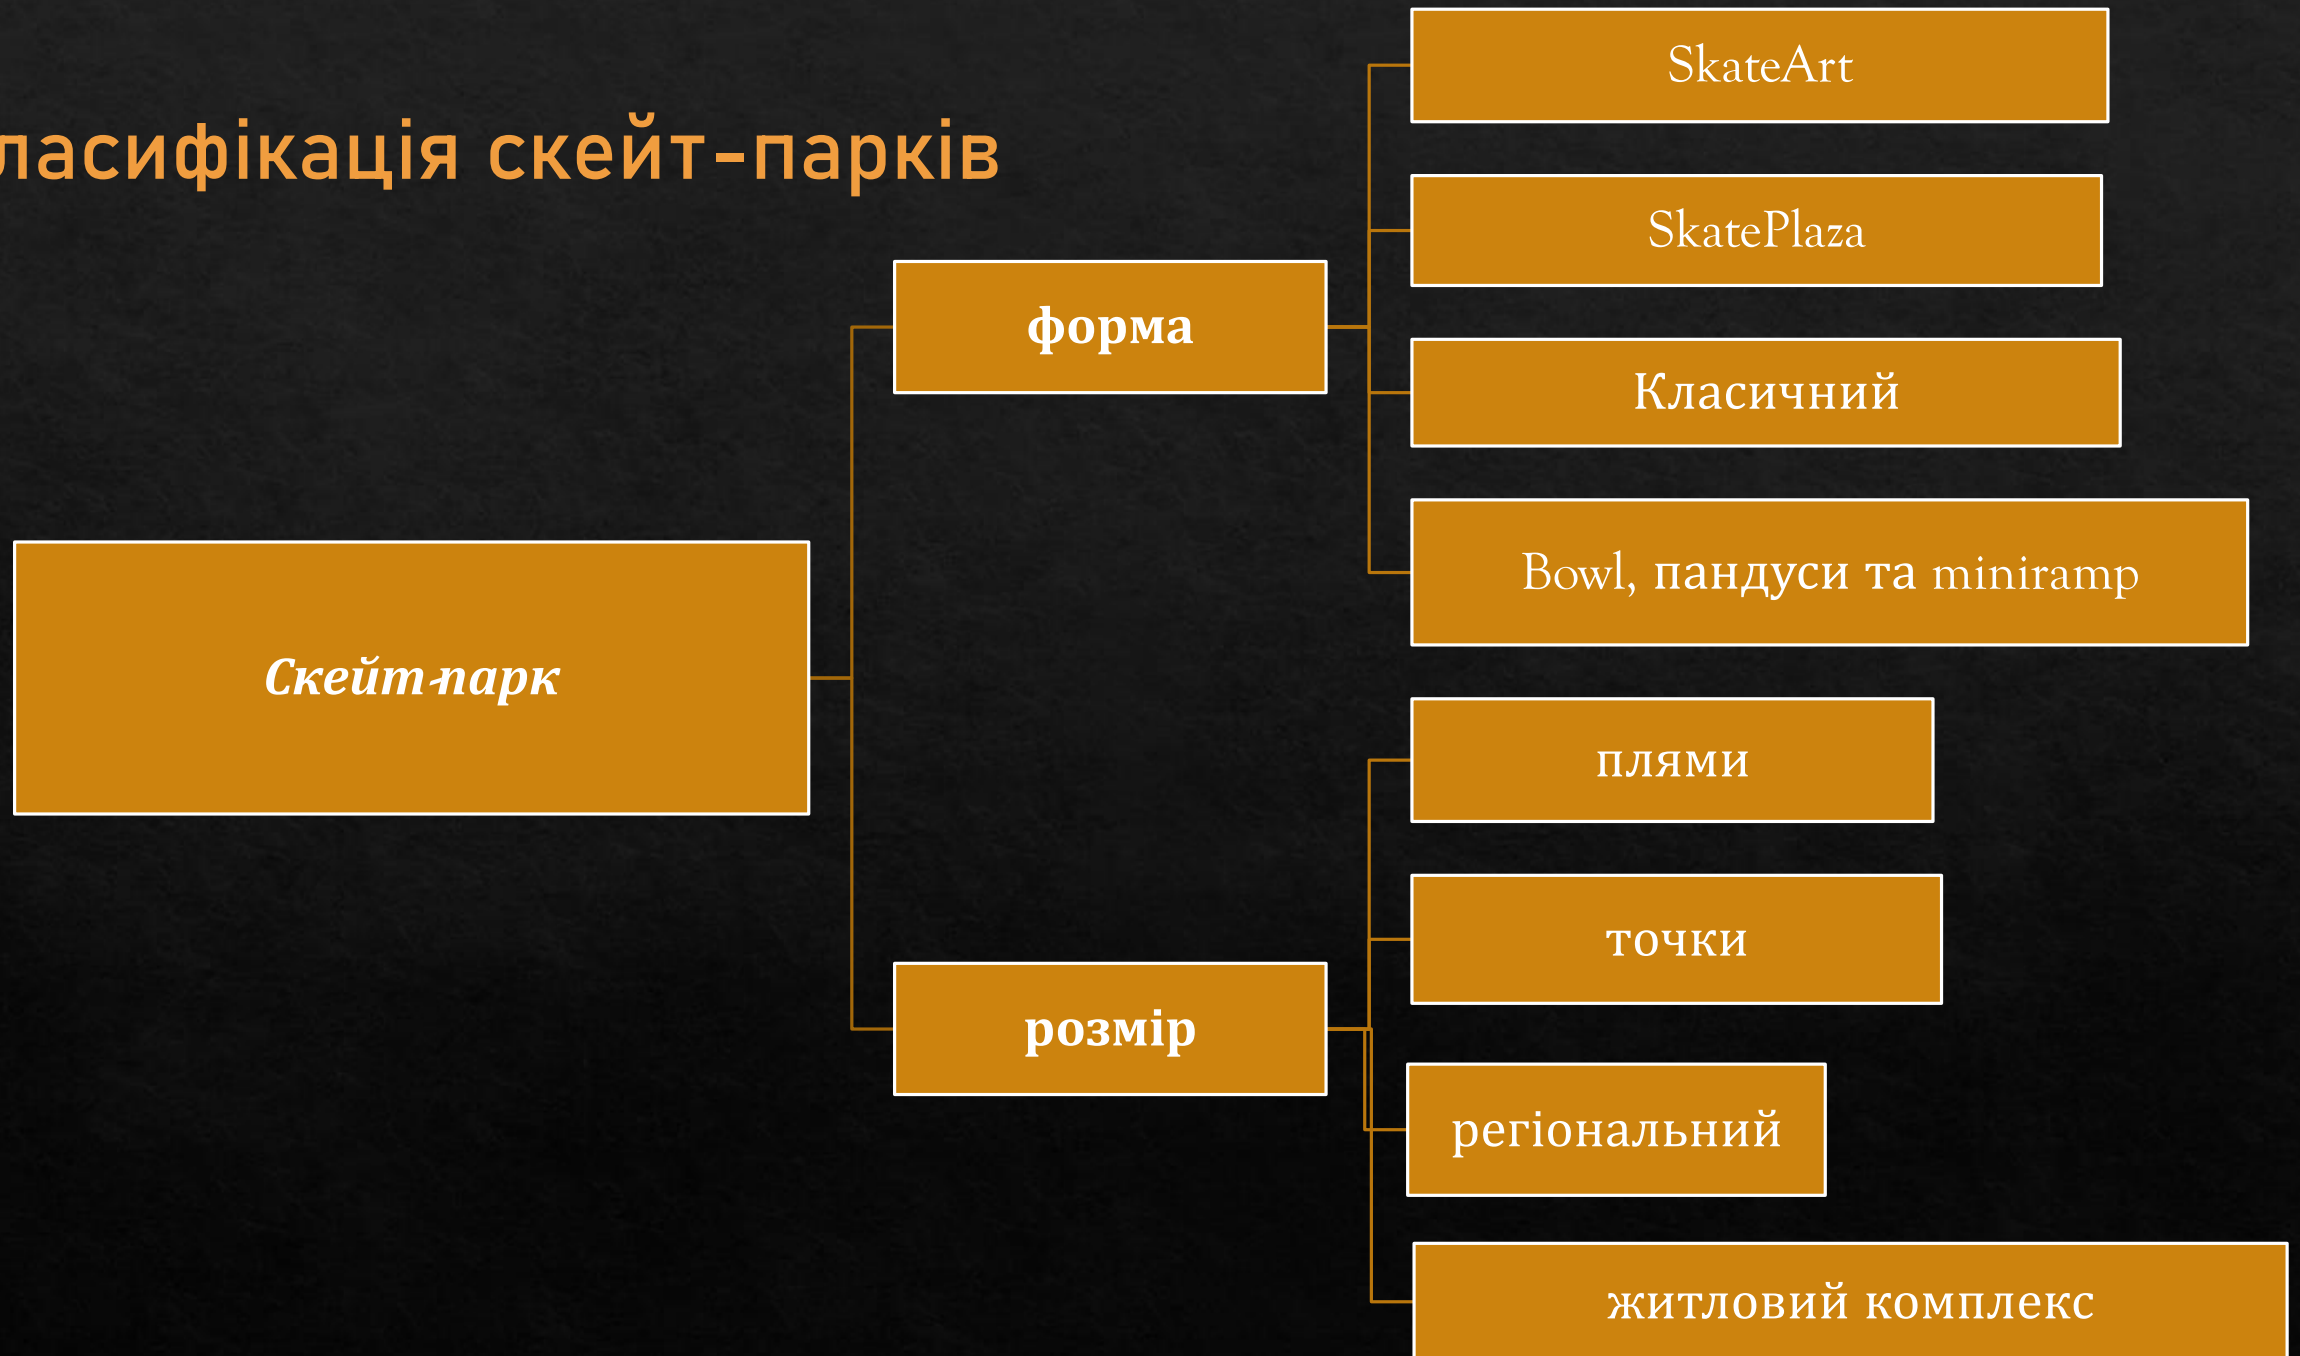 ласифікація скейт-парків
Скейт-парк
форма
SkateArt
SkatePlaza
Класичний
Bowl, пандуси та miniramp
розмір
плями
точки
регіональний
житловий комплекс